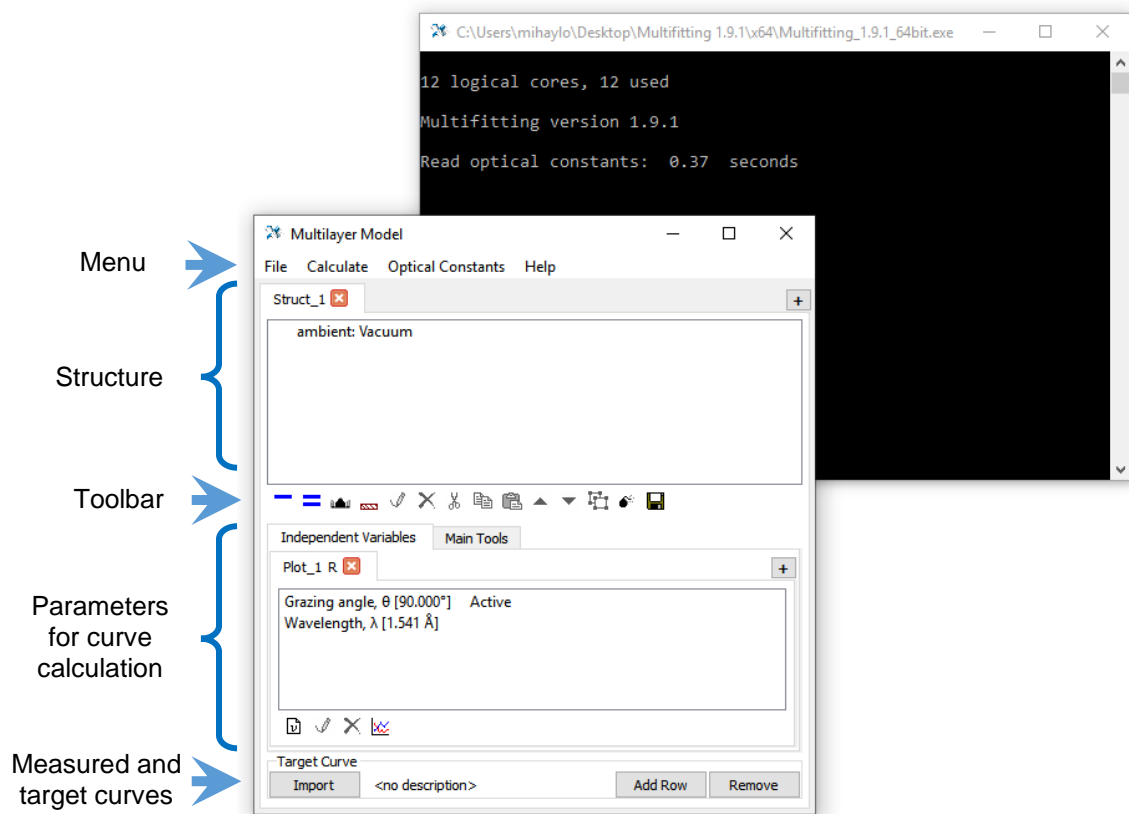 C:\Users\mihaylo\Desktop\Multifitting 1.9.1\x64\Multifitting_1.9.1_64bit.exe
12 logical cores, 12 used
Multifitting version 1.9.1
Read optical constants:  0.37  seconds
Multilayer Model
Menu
File Calculate Optical Constants Help
Struct_1
+
ambient: Vacuum
Structure
Toolbar
Independent Variables Main Tools
Plot_1 R
+
Grazing angle, θ [90.000°] Active
Wavelength, λ [1.541 Å]
Parameters
for curve
calculation
Measured and
target curves
Target Curve
Import <no description> Add Row Remove